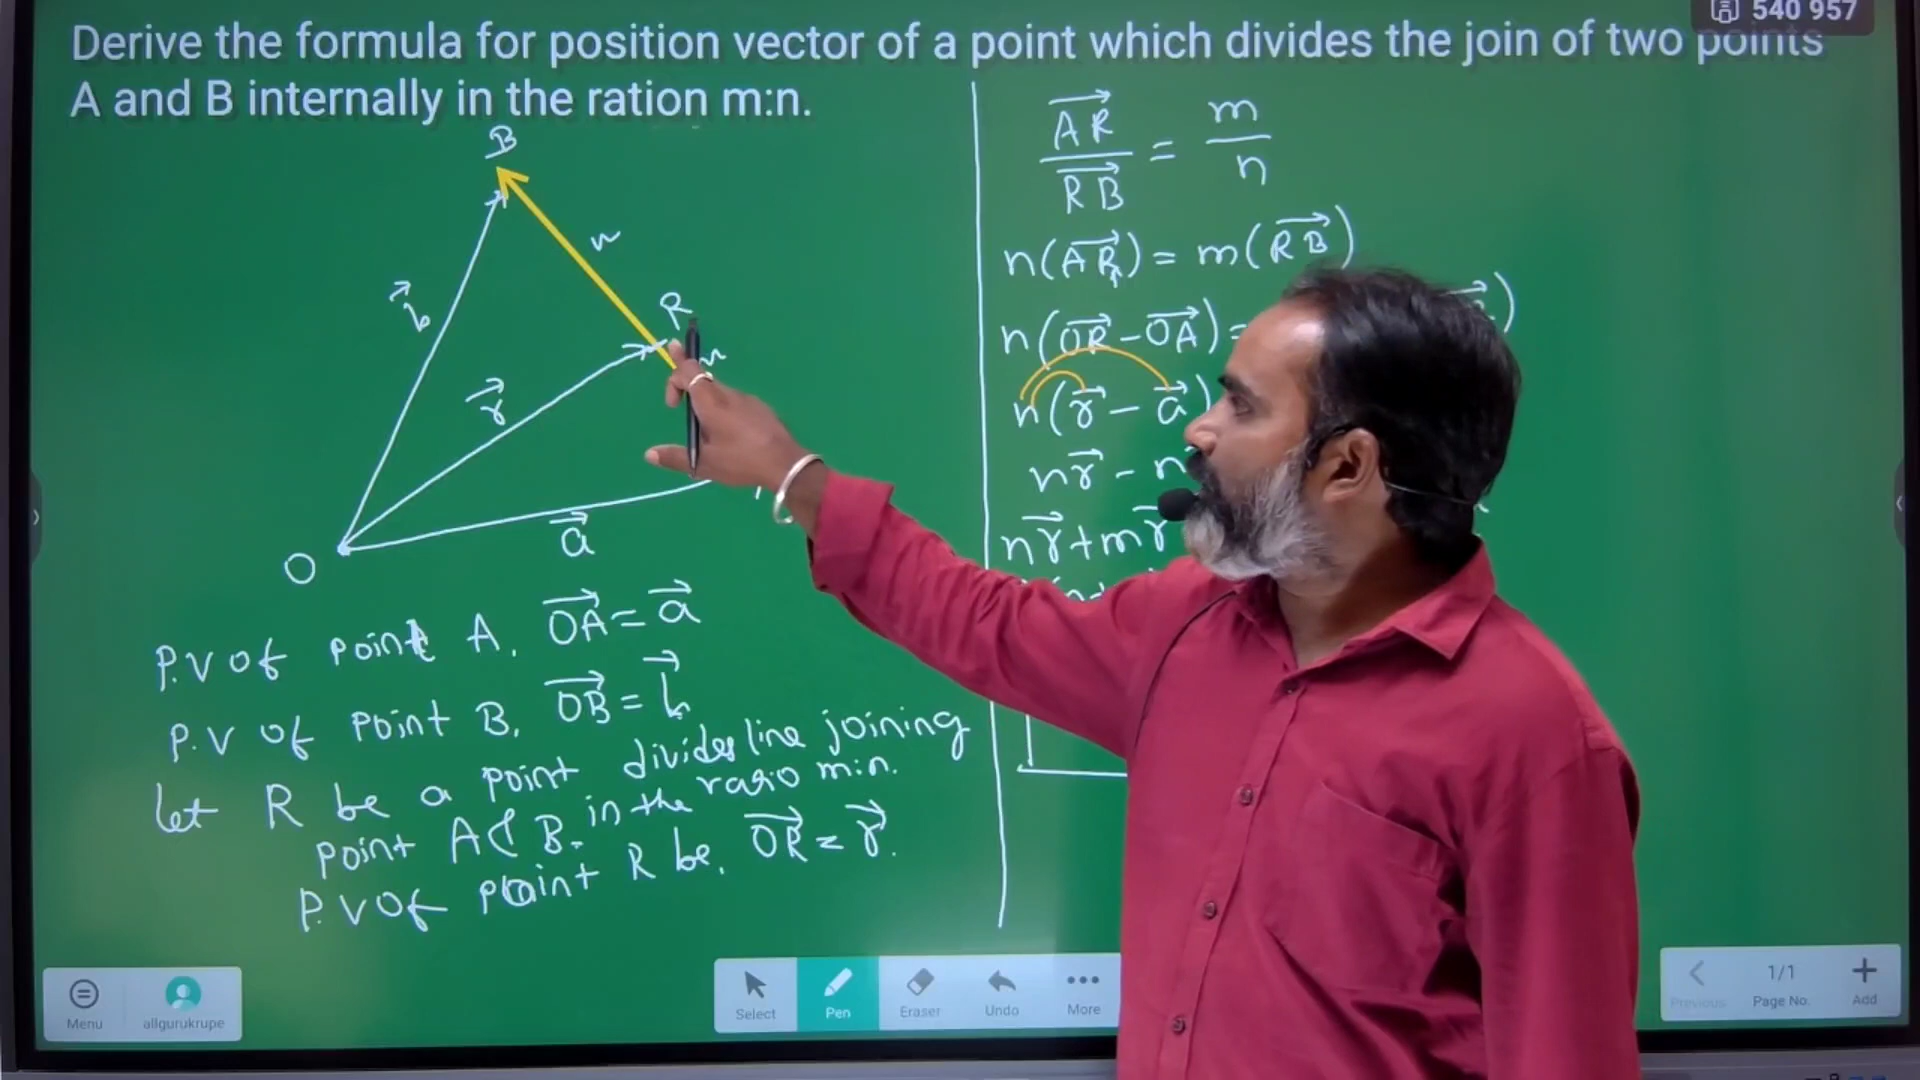 540 957
Derive the formula for position vector of a point which divides the join of two points
A and B internally in the ration m:n.
B
n
R
m
b⃗
r⃗
a⃗
O
P.V of point A, OA⃗ = a⃗
P.V of point B, OB⃗ = b⃗
Let R be a point divides line joining
point A & B. in the ratio m:n.
P.V of point R be, OR⃗ = r⃗.
AR⃗ / RB⃗ = m / n
n(AR⃗) = m(RB⃗)
n(OR⃗ - OA⃗) =
n(r⃗ - a⃗)
nr⃗ - n
nr⃗ + mr⃗
Menu
allgurukrupe
Select
Pen
Eraser
Undo
More
Previous
1/1
Page No.
Add